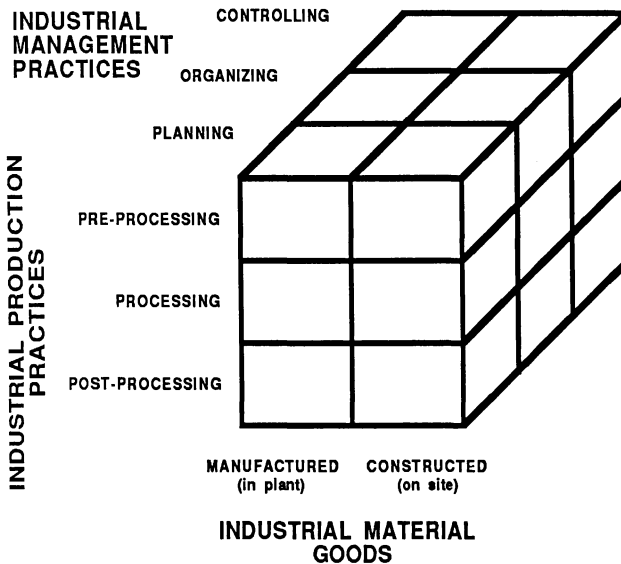 INDUSTRIAL
MANAGEMENT
PRACTICES
CONTROLLING
ORGANIZING
PLANNING
INDUSTRIAL PRODUCTION
PRACTICES
PRE-PROCESSING
PROCESSING
POST-PROCESSING
MANUFACTURED
(in plant)
CONSTRUCTED
(on site)
INDUSTRIAL MATERIAL
GOODS